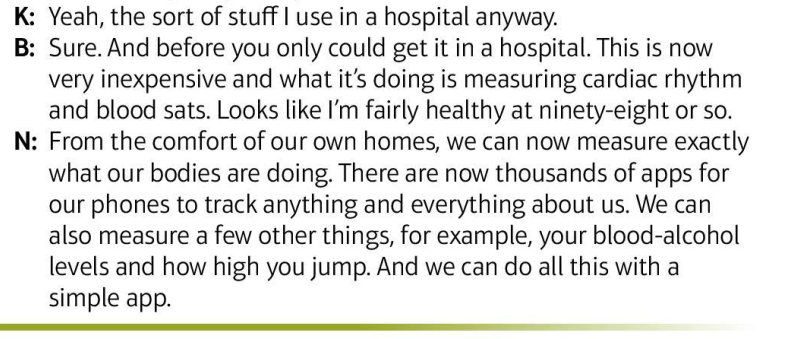 K: Yeah, the sort of stuff I use in a hospital anyway.
B: Sure. And before you only could get it in a hospital. This is now
very inexpensive and what it's doing is measuring cardiac rhythm
and blood sats. Looks like I'm fairly healthy at ninety-eight or so.
N: From the comfort of our own homes, we can now measure exactly
what our bodies are doing. There are now thousands of apps for
our phones to track anything and everything about us. We can
also measure a few other things, for example, your blood-alcohol
levels and how high you jump. And we can do all this with a
simple app.